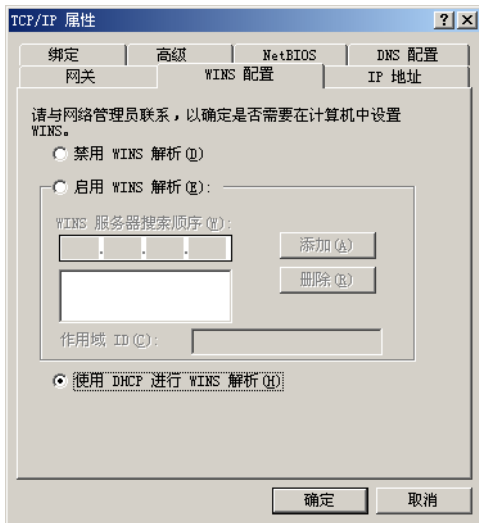 TCP/IP 属性
绑定 高级 NetBIOS DNS 配置
网关 WINS 配置 IP 地址
请与网络管理员联系，以确定是否需要在计算机中设置
WINS。
禁用 WINS 解析(D)
启用 WINS 解析(E):
WINS 服务器搜索顺序(W):
添加(A)
删除(R)
作用域 ID(C):
使用 DHCP 进行 WINS 解析(H)
确定 取消